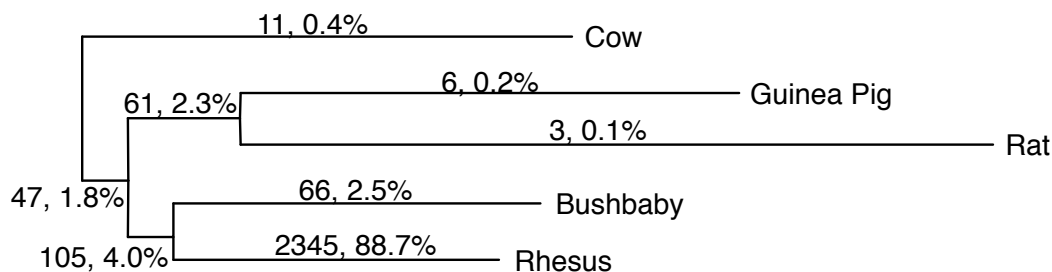 11, 0.4%
Cow
6, 0.2%
Guinea Pig
61, 2.3%
3, 0.1%
Rat
47, 1.8%
66, 2.5%
Bushbaby
105, 4.0%
2345, 88.7%
Rhesus